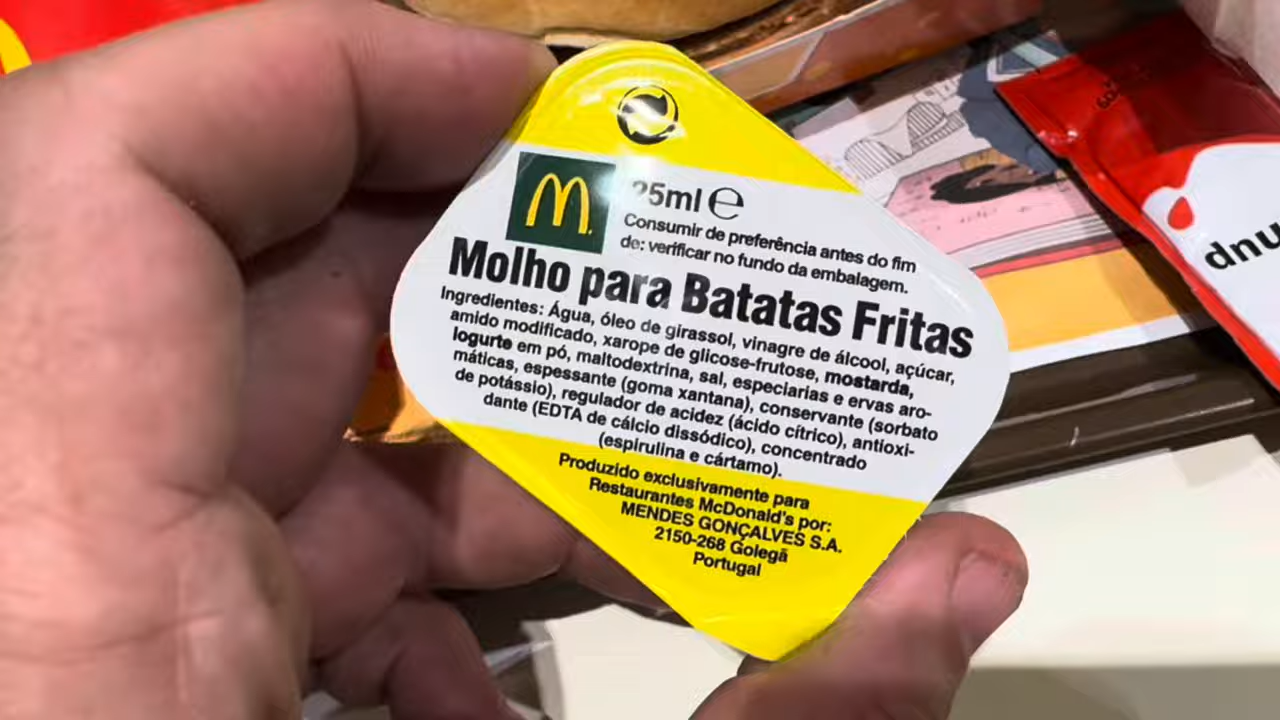 25ml e
Consumir de preferência antes do fim
de: verificar no fundo da embalagem.
Molho para Batatas Fritas
Ingredientes: Água, óleo de girassol, vinagre de álcool, açúcar,
amido modificado, xarope de glicose-frutose, mostarda,
Iogurte em pó, maltodextrina, sal, especiarias e ervas aro-
máticas, espessante (goma xantana), conservante (sorbato
de potássio), regulador de acidez (ácido cítrico), antioxi-
dante (EDTA de cálcio dissódico), concentrado
(espirulina e cártamo).
Produzido exclusivamente para
Restaurantes McDonald's por:
MENDES GONÇALVES S.A.
2150-268 Golegã
Portugal